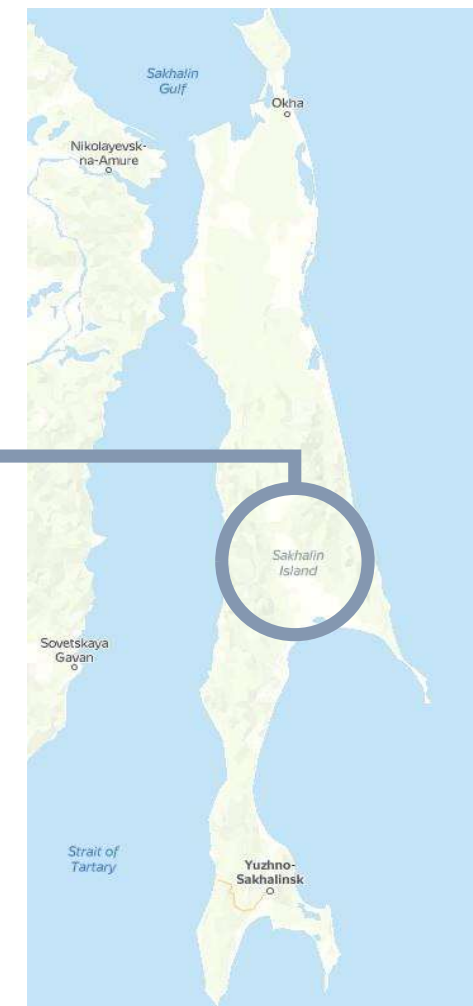 Sakhalin
Gulf
Okha
Nikolayevsk-
na-Amure
Sakhalin
Island
Sovetskaya
Gavan
Strait of
Tartary
Yuzhno-
Sakhalinsk